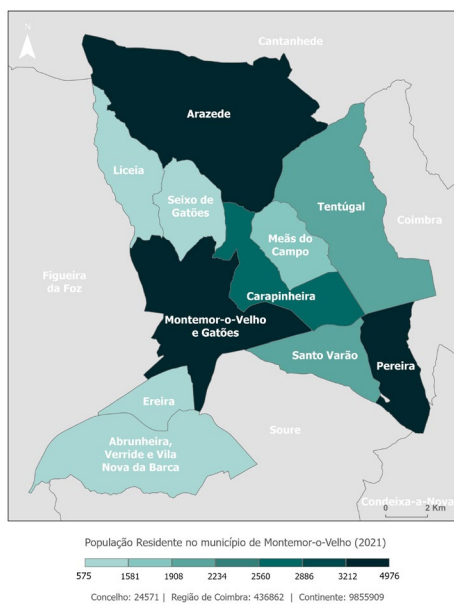 N
Cantanhede
Arazede
Liceia
Seixo de
Gatões
Tentúgal
Coimbra
Meãs do
Campo
Figueira
da Foz
Carapinheira
Montemor-o-Velho
e Gatões
Santo Varão
Pereira
Ereira
Soure
Abrunheira,
Verride e Vila
Nova da Barca
Condeixa-a-Nova
0 2 Km
População Residente no município de Montemor-o-Velho (2021)
575 1581 1908 2234 2560 2886 3212 4976
Concelho: 24571 | Região de Coimbra: 436862 | Continente: 9855909